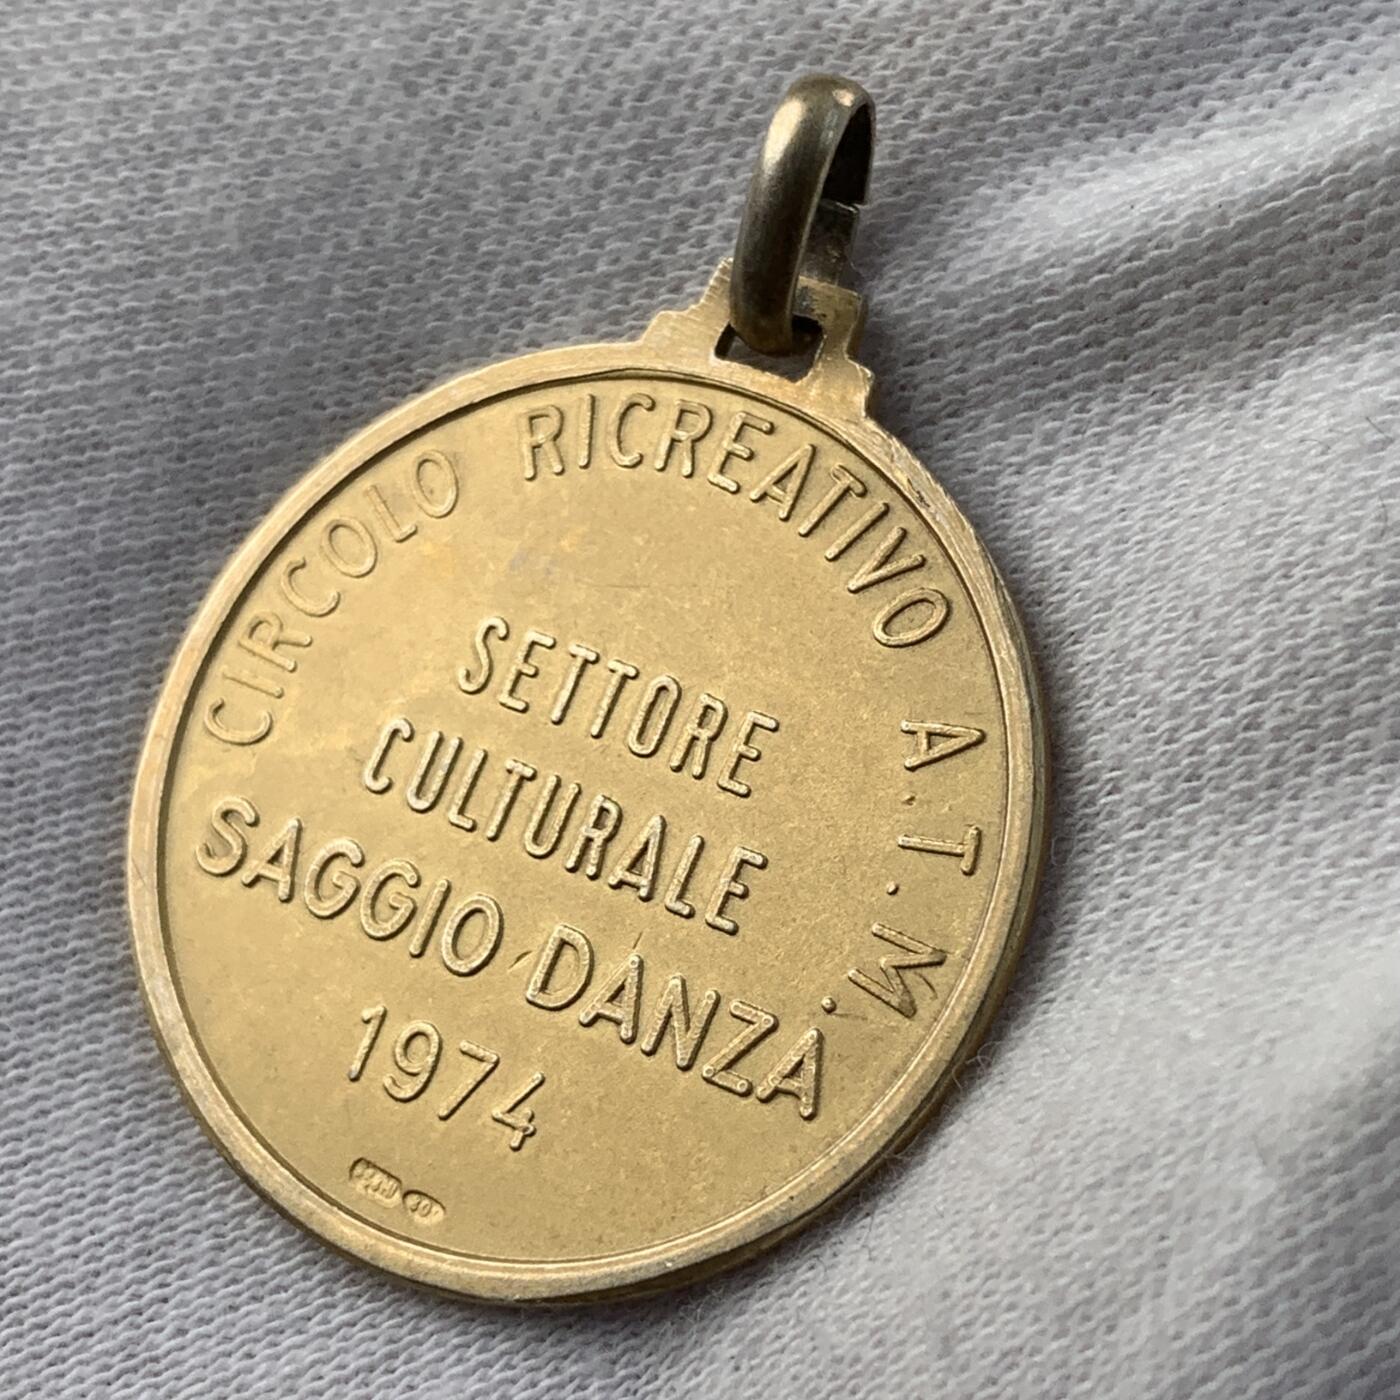 CIRCOLO RICREATIVO A.T.M.
SETTORE
CULTURALE
SAGGIO DANZA
1974